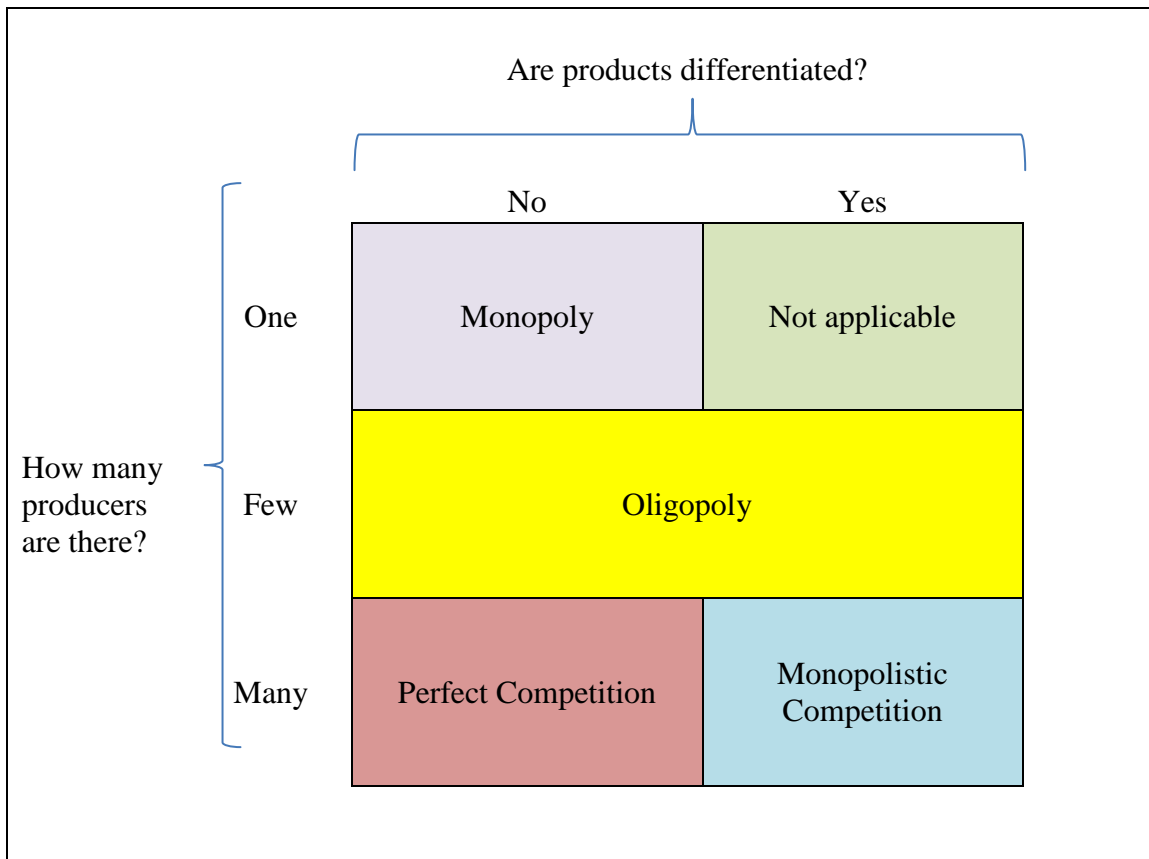 Are products differentiated?
No
Yes
One
Monopoly
Not applicable
How many
producers
are there?
Few
Oligopoly
Many
Perfect Competition
Monopolistic
Competition